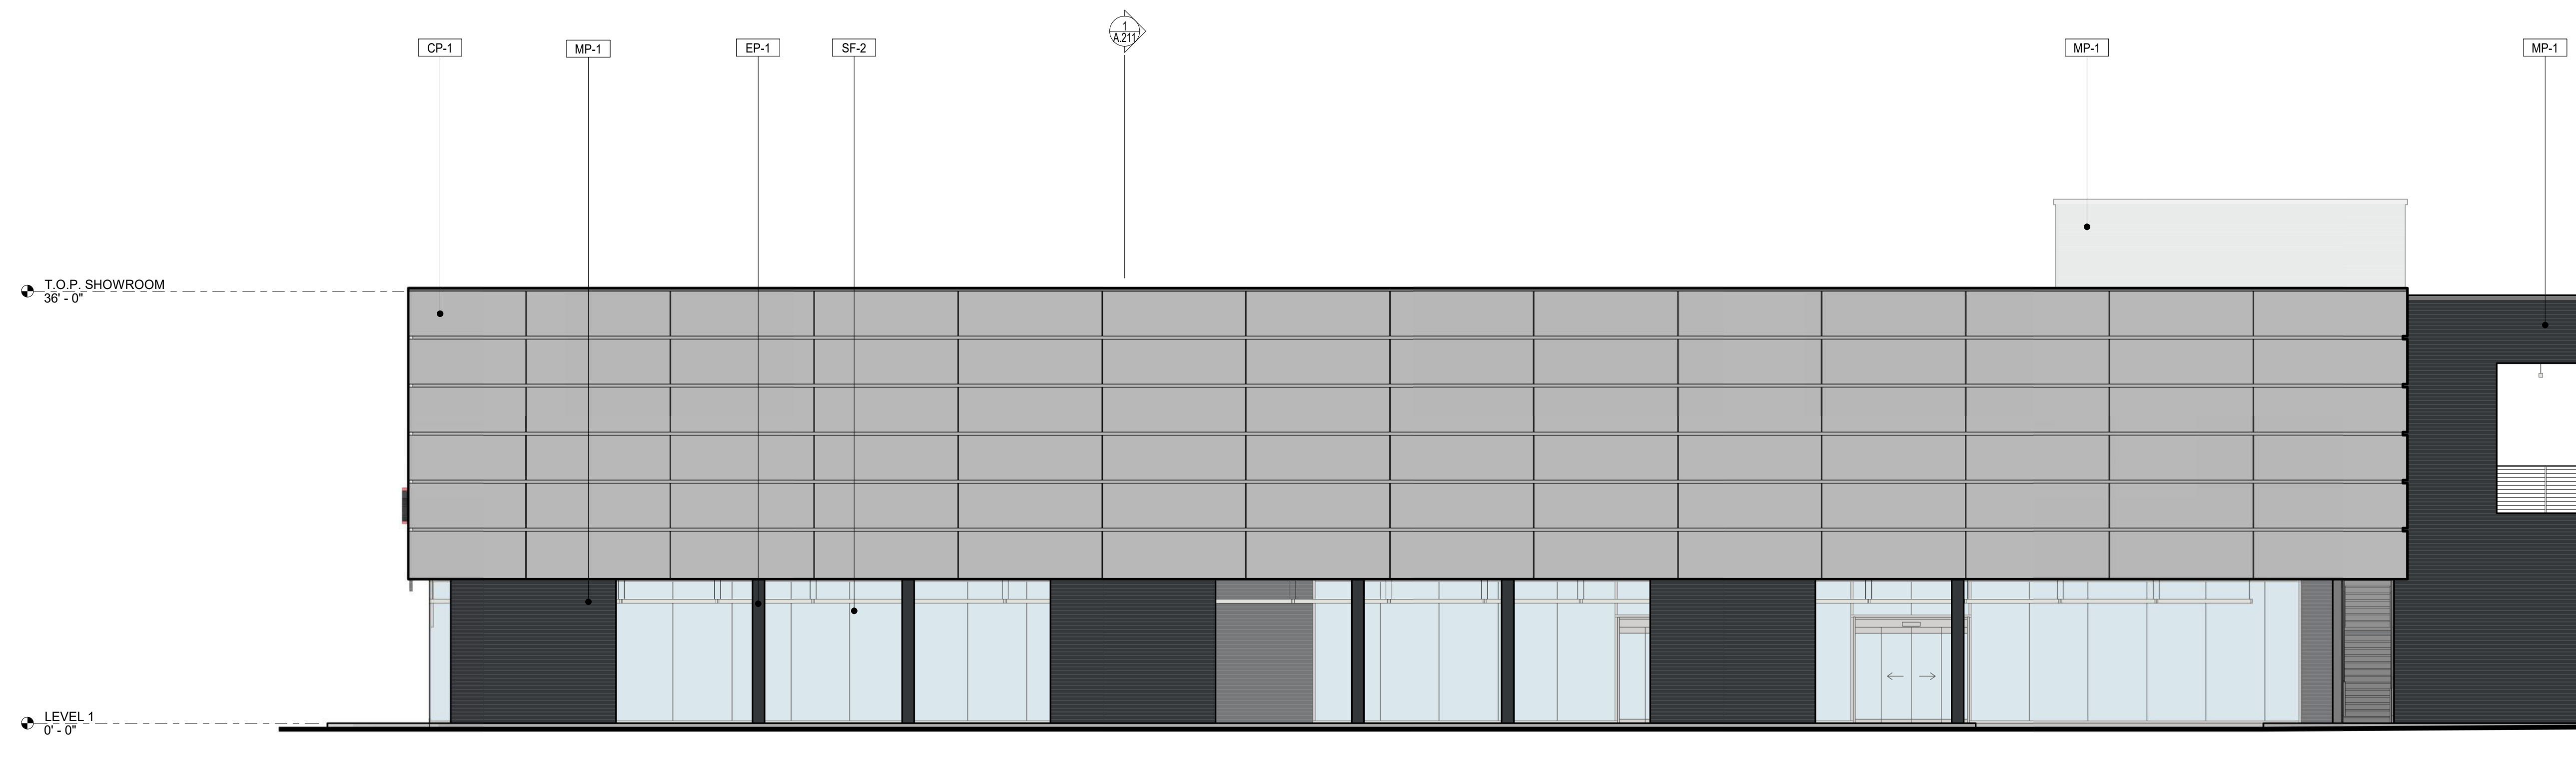 1
A.211
CP-1
MP-1
EP-1
SF-2
MP-1
MP-1
T.O.P. SHOWROOM
36' - 0"
LEVEL 1
0' - 0"